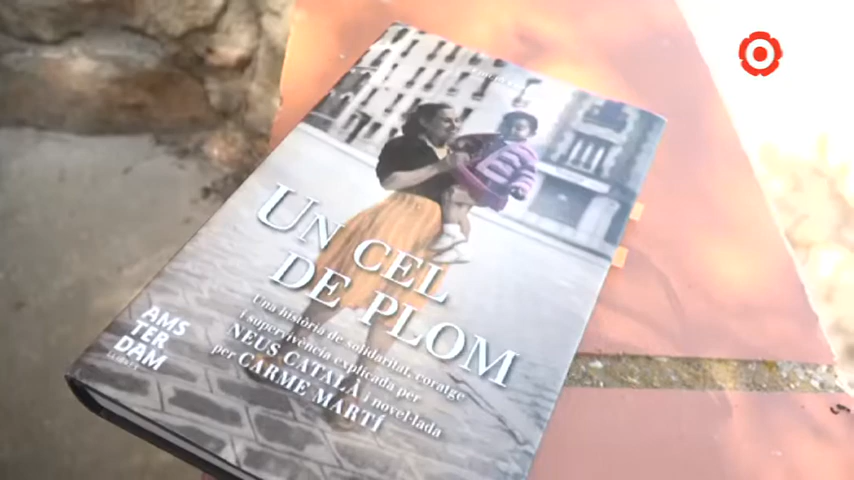 UN CEL
DE PLOM
Una història de solidaritat, coratge
i supervivència explicada per
NEUS CATALÀ i novel·lada
per CARME MARTÍ
AMS
TER
DAM